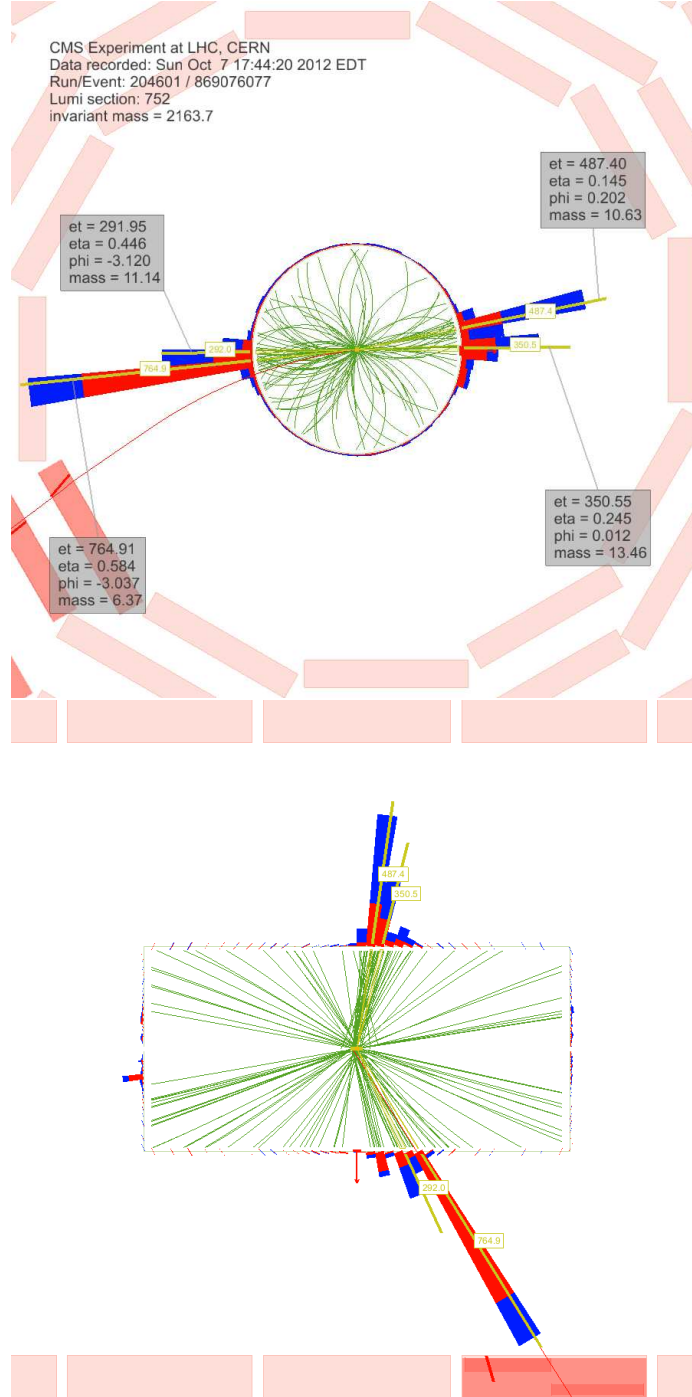 CMS Experiment at LHC, CERN
Data recorded: Sun Oct 7 17:44:20 2012 EDT
Run/Event: 204601 / 869076077
Lumi section: 752
invariant mass = 2163.7
et = 487.40
eta = 0.145
phi = 0.202
mass = 10.63
et = 291.95
eta = 0.446
phi = -3.120
mass = 11.14
487.4
292.0
350.5
764.9
et = 350.55
eta = 0.245
phi = 0.012
mass = 13.46
et = 764.91
eta = 0.584
phi = -3.037
mass = 6.37
487.4
350.5
292.0
764.9